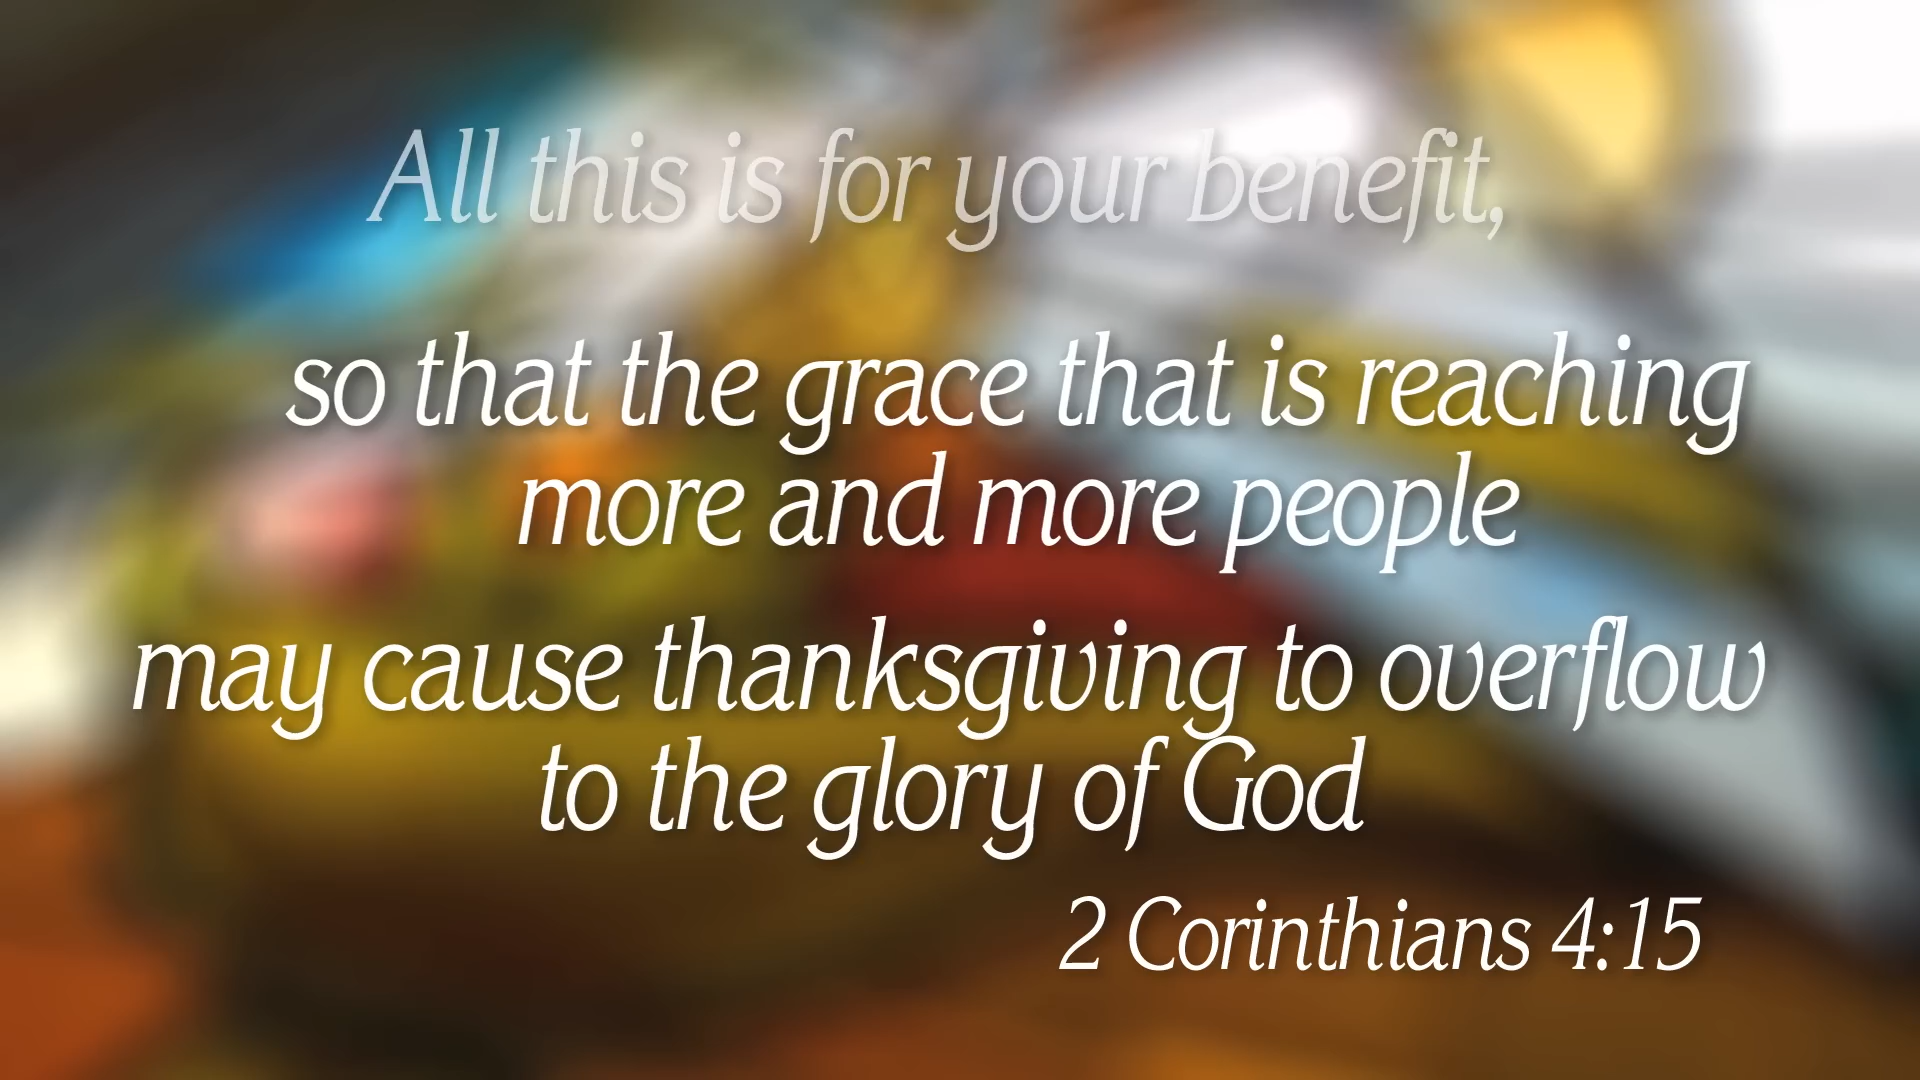 All this is for your benefit,
so that the grace that is reaching
more and more people
may cause thanksgiving to overflow
to the glory of God
2 Corinthians 4:15